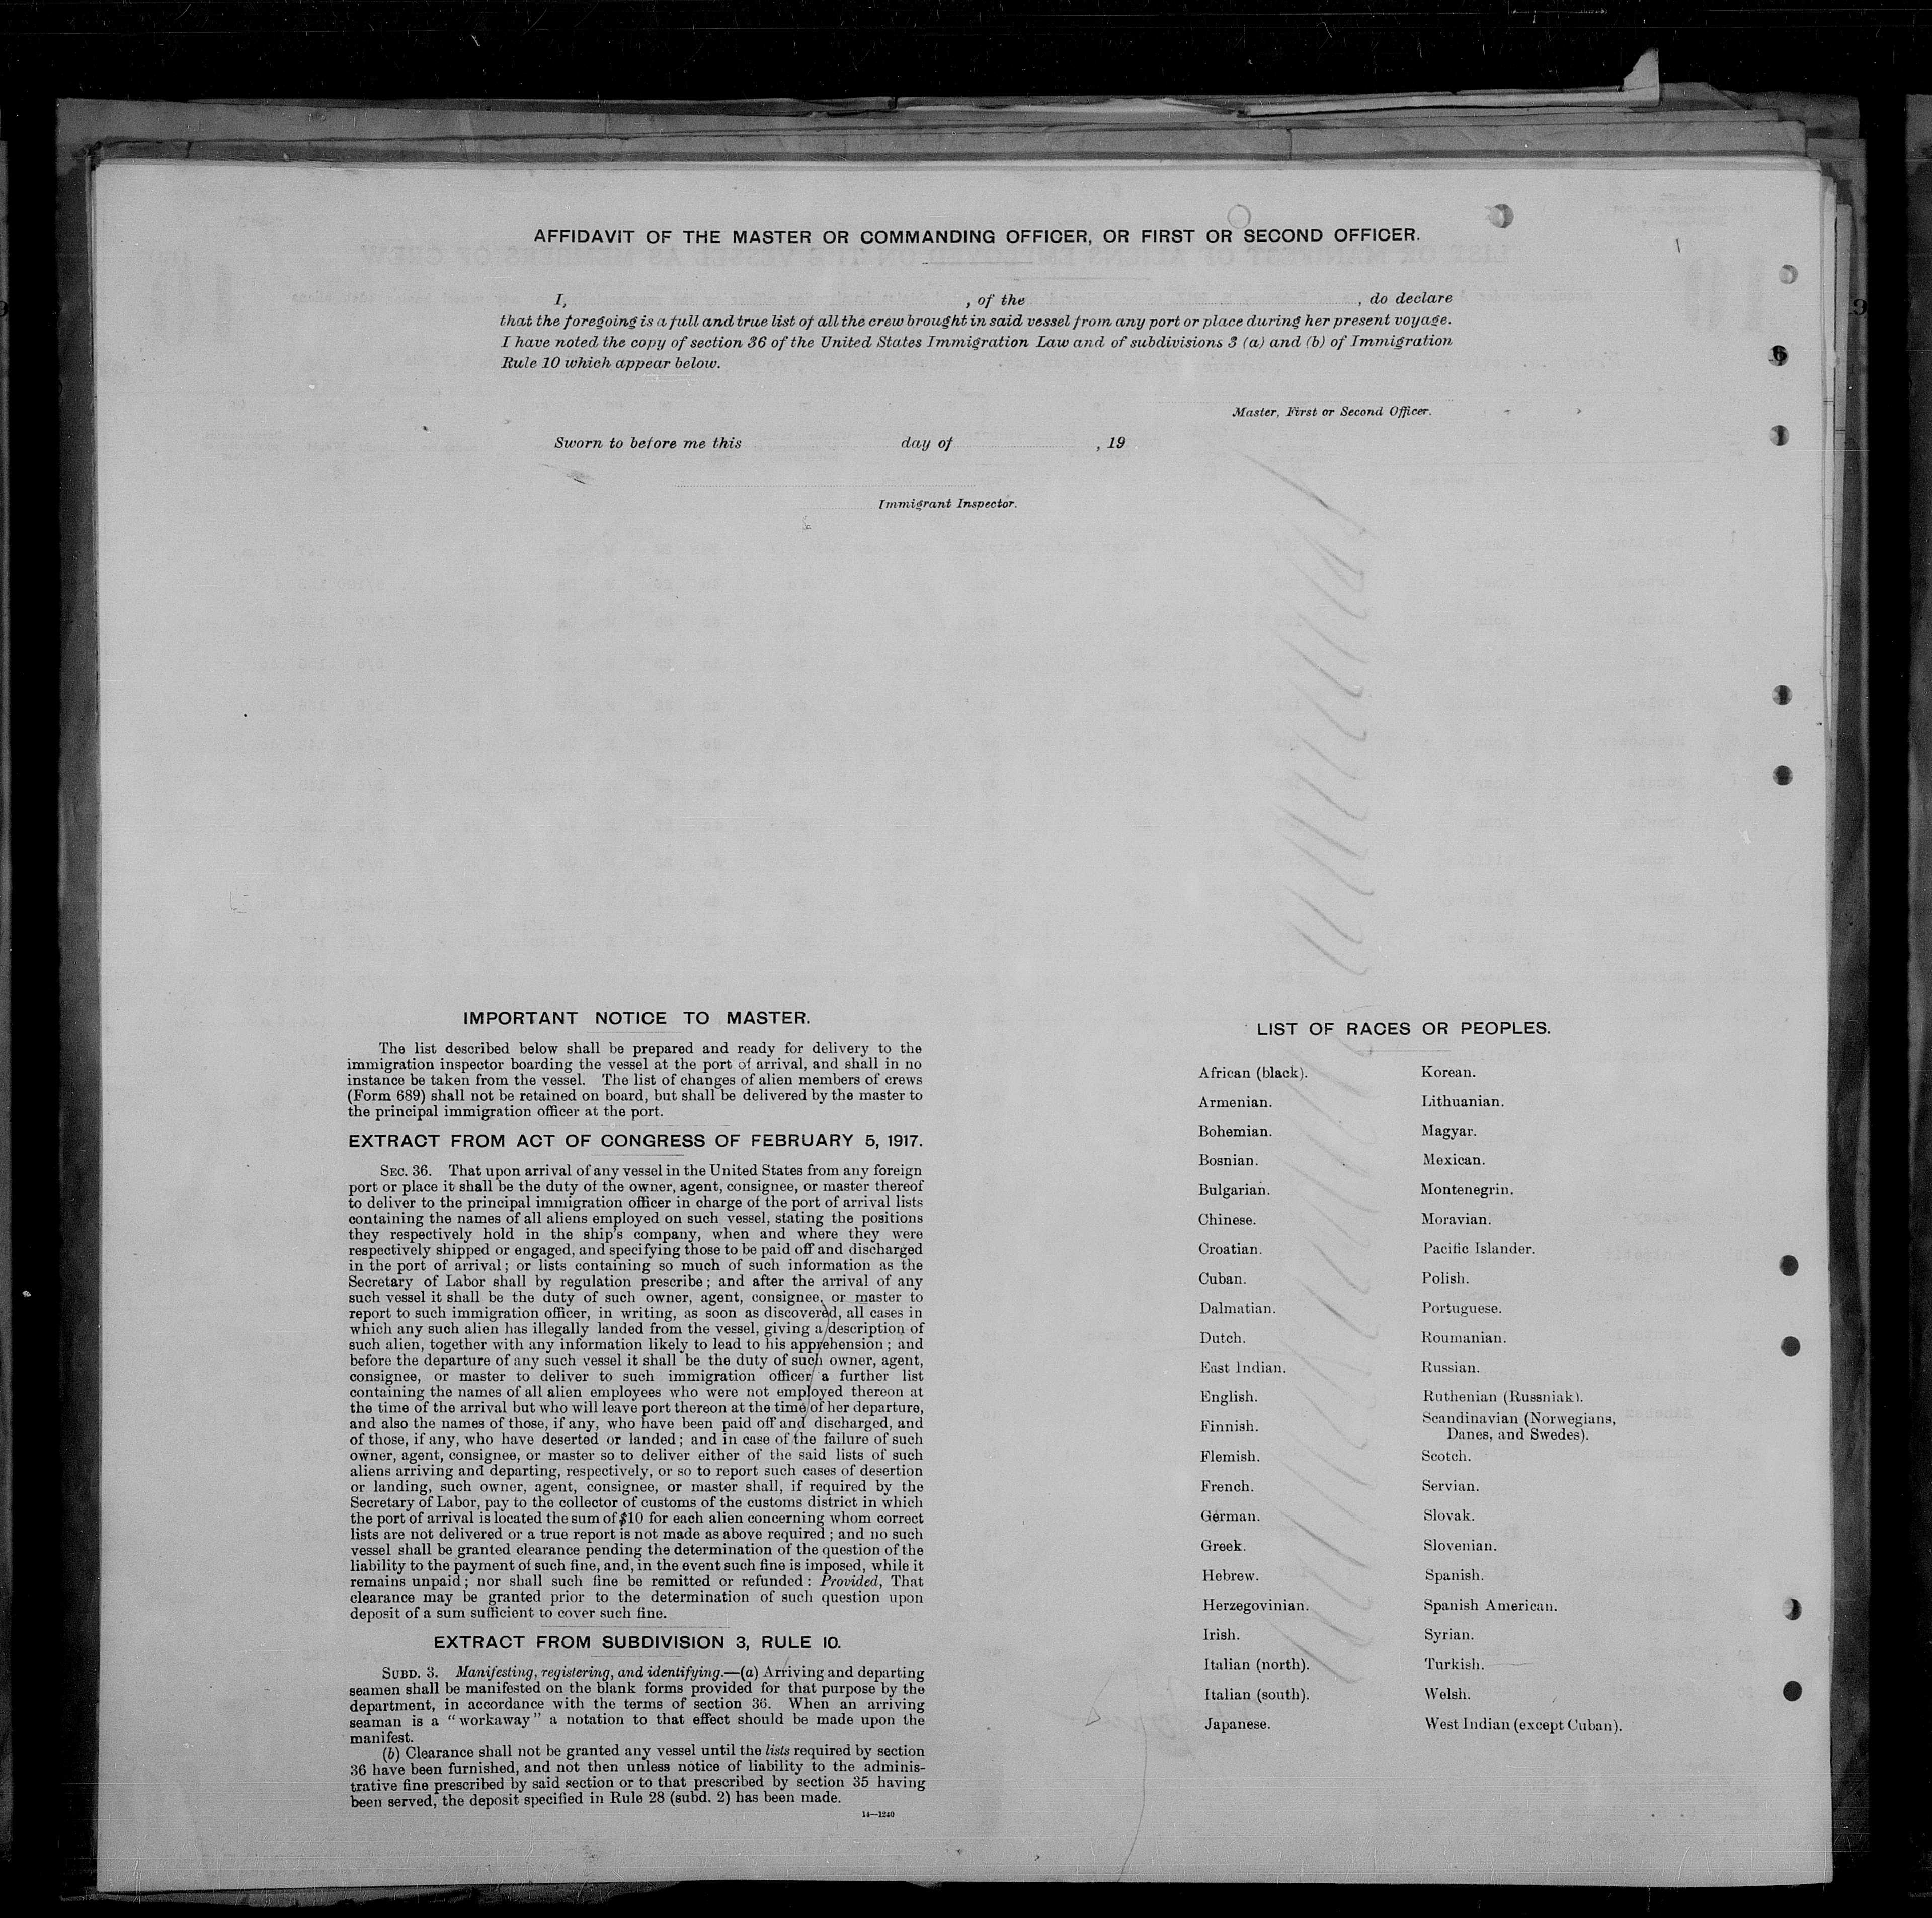 AFFIDAVIT OF THE MASTER OR COMMANDING OFFICER, OR FIRST OR SECOND OFFICER.
I, , of the , do declare
that the foregoing is a full and true list of all the crew brought in said vessel from any port or place during her present voyage.
I have noted the copy of section 36 of the United States Immigration Law and of subdivisions 3 (a) and (b) of Immigration
Rule 10 which appear below.
Master, First or Second Officer.
Sworn to before me this day of , 19
Immigrant Inspector.
IMPORTANT NOTICE TO MASTER.
The list described below shall be prepared and ready for delivery to the
immigration inspector boarding the vessel at the port of arrival, and shall in no
instance be taken from the vessel. The list of changes of alien members of crews
(Form 689) shall not be retained on board, but shall be delivered by the master to
the principal immigration officer at the port.
EXTRACT FROM ACT OF CONGRESS OF FEBRUARY 5, 1917.
SEC. 36. That upon arrival of any vessel in the United States from any foreign
port or place it shall be the duty of the owner, agent, consignee, or master thereof
to deliver to the principal immigration officer in charge of the port of arrival lists
containing the names of all aliens employed on such vessel, stating the positions
they respectively hold in the ship's company, when and where they were
respectively shipped or engaged, and specifying those to be paid off and discharged
in the port of arrival; or lists containing so much of such information as the
Secretary of Labor shall by regulation prescribe; and after the arrival of any
such vessel it shall be the duty of such owner, agent, consignee, or master to
report to such immigration officer, in writing, as soon as discovered, all cases in
which any such alien has illegally landed from the vessel, giving a description of
such alien, together with any information likely to lead to his apprehension; and
before the departure of any such vessel it shall be the duty of such owner, agent,
consignee, or master to deliver to such immigration officer a further list
containing the names of all alien employees who were not employed thereon at
the time of the arrival but who will leave port thereon at the time of her departure,
and also the names of those, if any, who have been paid off and discharged, and
of those, if any, who have deserted or landed; and in case of the failure of such
owner, agent, consignee, or master so to deliver either of the said lists of such
aliens arriving and departing, respectively, or so to report such cases of desertion
or landing, such owner, agent, consignee, or master shall, if required by the
Secretary of Labor, pay to the collector of customs of the customs district in which
the port of arrival is located the sum of $10 for each alien concerning whom correct
lists are not delivered or a true report is not made as above required; and no such
vessel shall be granted clearance pending the determination of the question of the
liability to the payment of such fine, and, in the event such fine is imposed, while it
remains unpaid; nor shall such fine be remitted or refunded: Provided, That
clearance may be granted prior to the determination of such question upon
deposit of a sum sufficient to cover such fine.
EXTRACT FROM SUBDIVISION 3, RULE 10.
SUBD. 3. Manifesting, registering, and identifying.—(a) Arriving and departing
seamen shall be manifested on the blank forms provided for that purpose by the
department, in accordance with the terms of section 36. When an arriving
seaman is a "workaway" a notation to that effect should be made upon the
manifest.
(b) Clearance shall not be granted any vessel until the lists required by section
36 have been furnished, and not then unless notice of liability to the adminis-
trative fine prescribed by said section or to that prescribed by section 35 having
been served, the deposit specified in Rule 28 (subd. 2) has been made.
14—1240
LIST OF RACES OR PEOPLES.
African (black). Korean.
Armenian. Lithuanian.
Bohemian. Magyar.
Bosnian. Mexican.
Bulgarian. Montenegrin.
Chinese. Moravian.
Croatian. Pacific Islander.
Cuban. Polish.
Dalmatian. Portuguese.
Dutch. Roumanian.
East Indian. Russian.
English. Ruthenian (Russniak).
Finnish. Scandinavian (Norwegians,
Danes, and Swedes).
Flemish. Scotch.
French. Servian.
German. Slovak.
Greek. Slovenian.
Hebrew. Spanish.
Herzegovinian. Spanish American.
Irish. Syrian.
Italian (north). Turkish.
Italian (south). Welsh.
Japanese. West Indian (except Cuban).